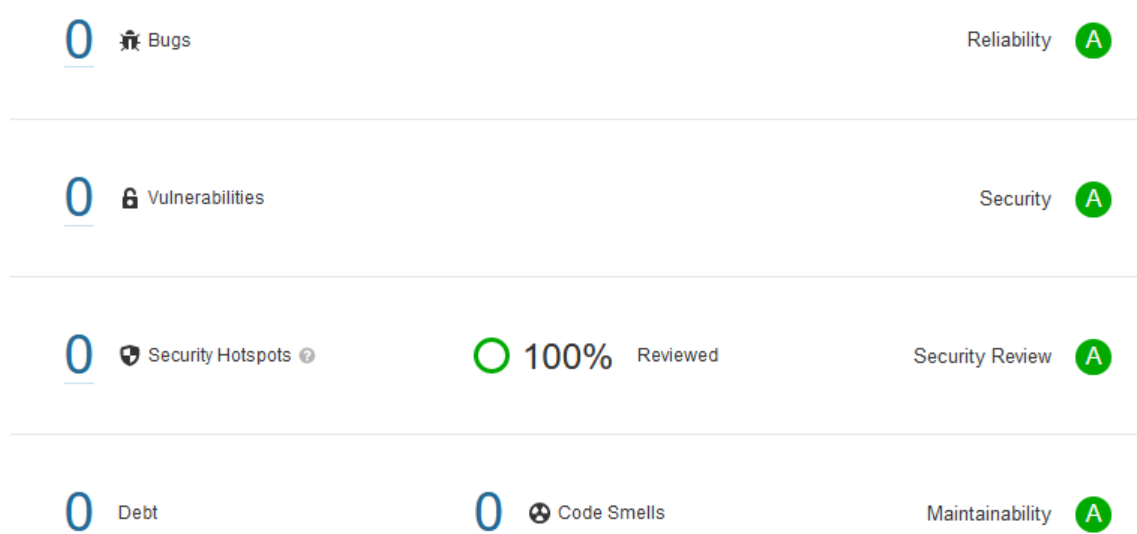 0 Bugs Reliability A
0 Vulnerabilities Security A
0 Security Hotspots ? 100% Reviewed Security Review A
0 Debt 0 Code Smells Maintainability A